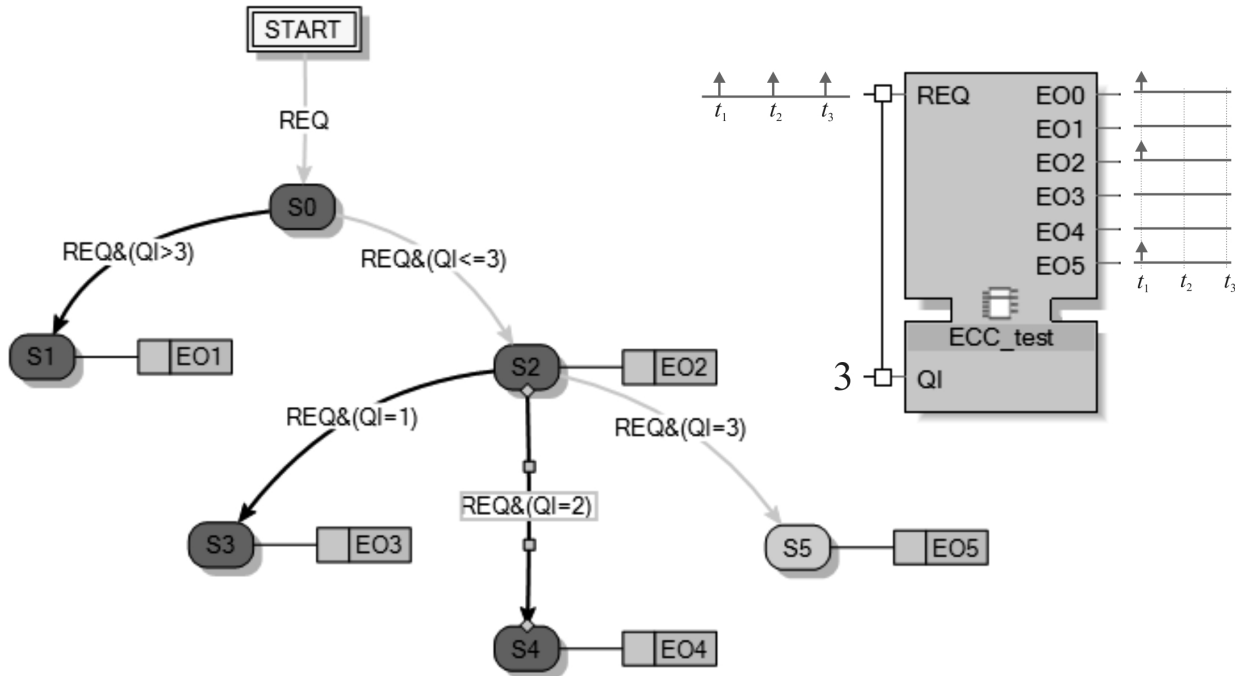 START
REQ
S0
REQ&(QI>3)
REQ&(QI<=3)
S1
EO1
S2
EO2
REQ&(QI=1)
REQ&(QI=3)
REQ&(QI=2)
S3
EO3
S5
EO5
S4
EO4
t1 t2 t3
REQ
EO0
EO1
EO2
EO3
EO4
EO5
t1 t2 t3
ECC_test
3
QI